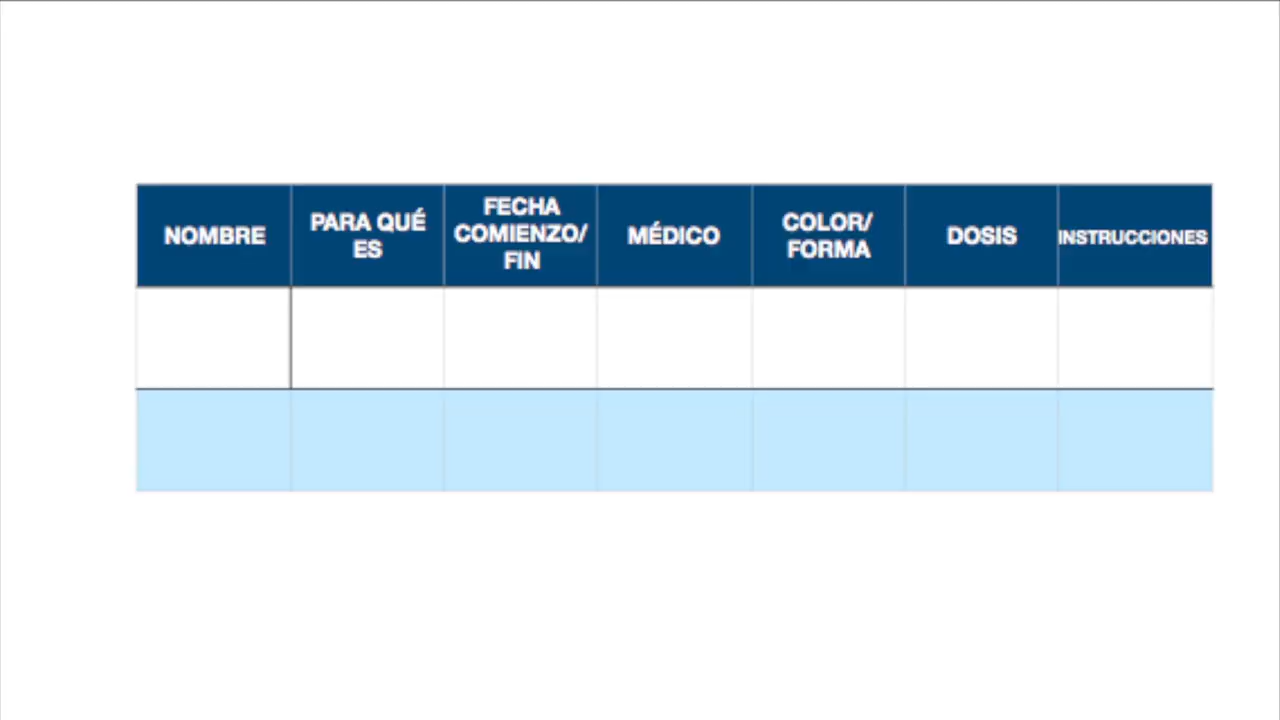 NOMBRE
PARA QUÉ
ES
FECHA
COMIENZO/
FIN
MÉDICO
COLOR/
FORMA
DOSIS
INSTRUCCIONES